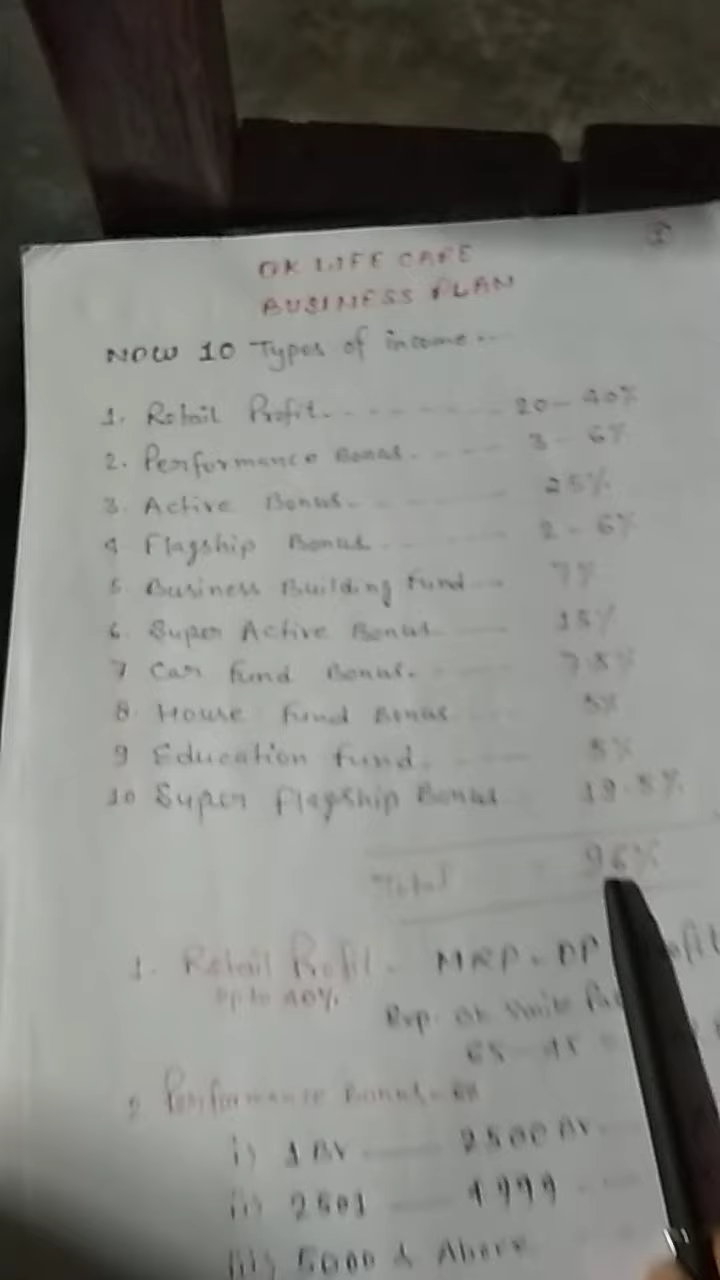 OK LIFE CARE
BUSINESS PLAN
NOW 10 Types of income...
1. Retail Profit. 20-40%
2. Performance Bonus. 3-6%
3. Active Bonus. 25%
4 Flagship Bonus 2-6%
5. Business Building Fund 7%
6. Super Active Bonus. 15%
7 Car Fund Bonus. 7.5%
8. House Fund Bonus 5%
9 Education Fund. 5%
10 Super Flagship Bonus 19.5%
Total 96%
1. Retail Profit - MRP - DP
Upto 40%
65-45
2 Performance Bonus -
i) 1 BV 2500 BV
ii) 2501 4999
iii) 5000 & Above